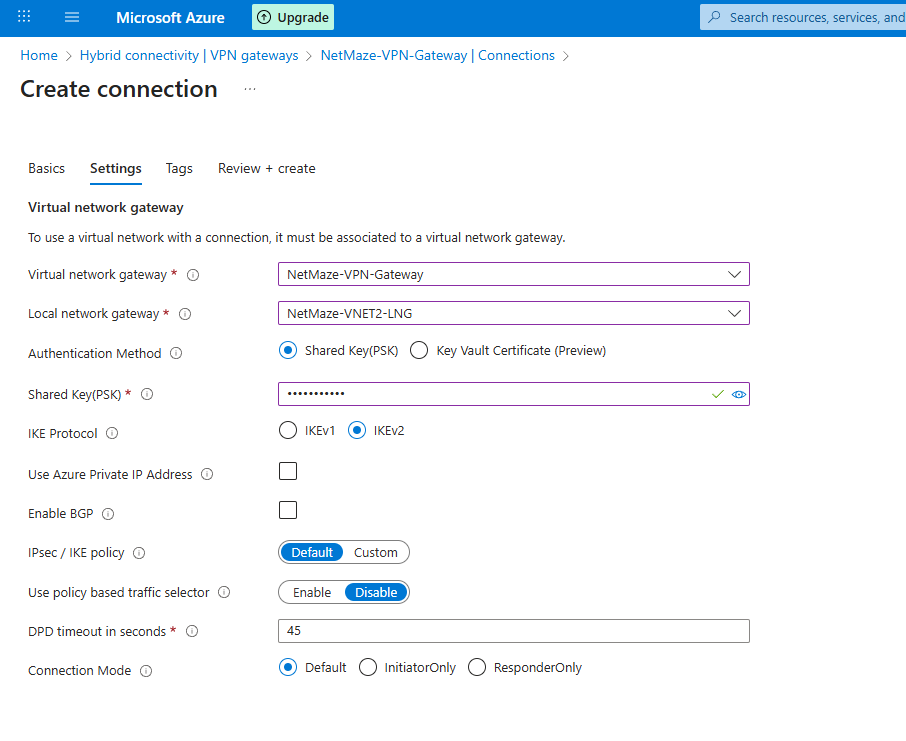 Microsoft Azure Upgrade Search resources, services, and
Home > Hybrid connectivity | VPN gateways > NetMaze-VPN-Gateway | Connections >
Create connection ...
Basics Settings Tags Review + create
Virtual network gateway
To use a virtual network with a connection, it must be associated to a virtual network gateway.
Virtual network gateway * NetMaze-VPN-Gateway
Local network gateway * NetMaze-VNET2-LNG
Authentication Method Shared Key(PSK) Key Vault Certificate (Preview)
Shared Key(PSK) * •••••••••••
IKE Protocol IKEv1 IKEv2
Use Azure Private IP Address
Enable BGP
IPsec / IKE policy Default Custom
Use policy based traffic selector Enable Disable
DPD timeout in seconds * 45
Connection Mode Default InitiatorOnly ResponderOnly